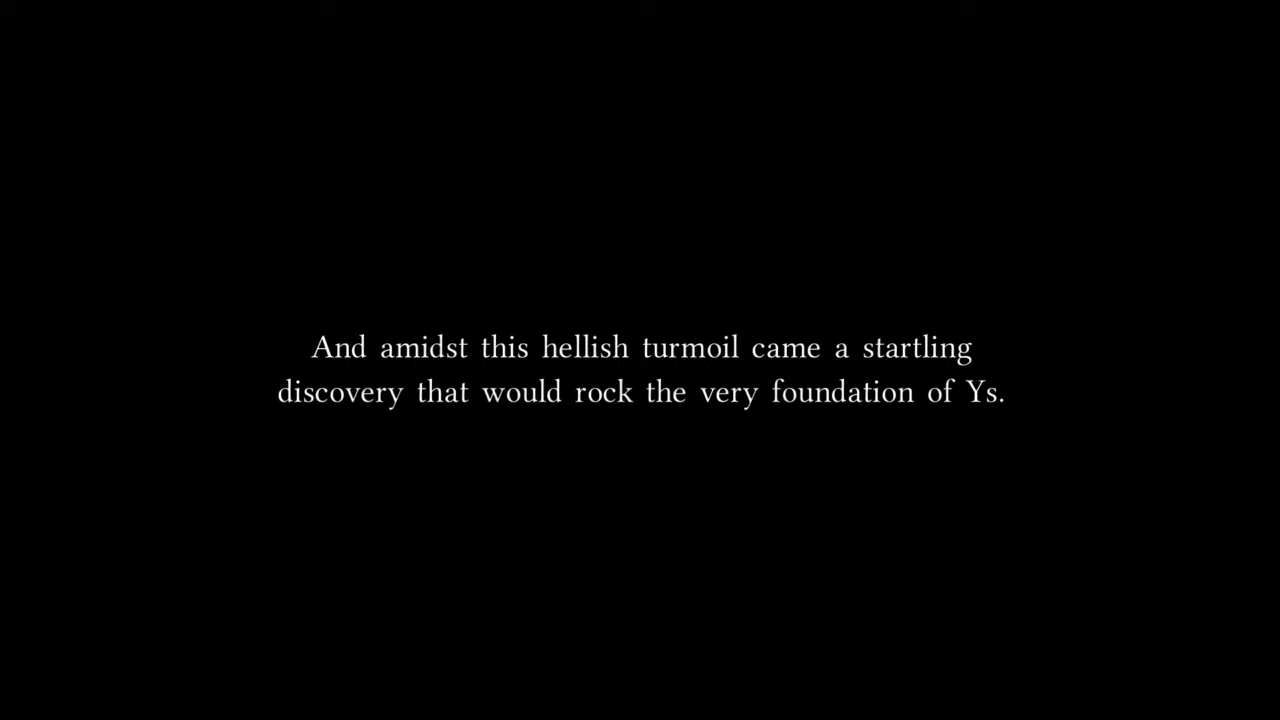 And amidst this hellish turmoil came a startling
discovery that would rock the very foundation of Ys.